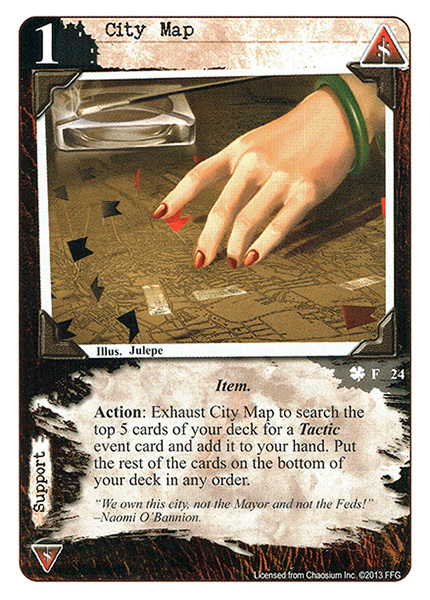 1
City Map
Illus. Julepe
F 24
Item.
Action: Exhaust City Map to search the
top 5 cards of your deck for a Tactic
event card and add it to your hand. Put
the rest of the cards on the bottom of
your deck in any order.
Support
“We own this city, not the Mayor and not the Feds!”
–Naomi O’Bannion.
Licensed from Chaosium Inc. ©2013 FFG